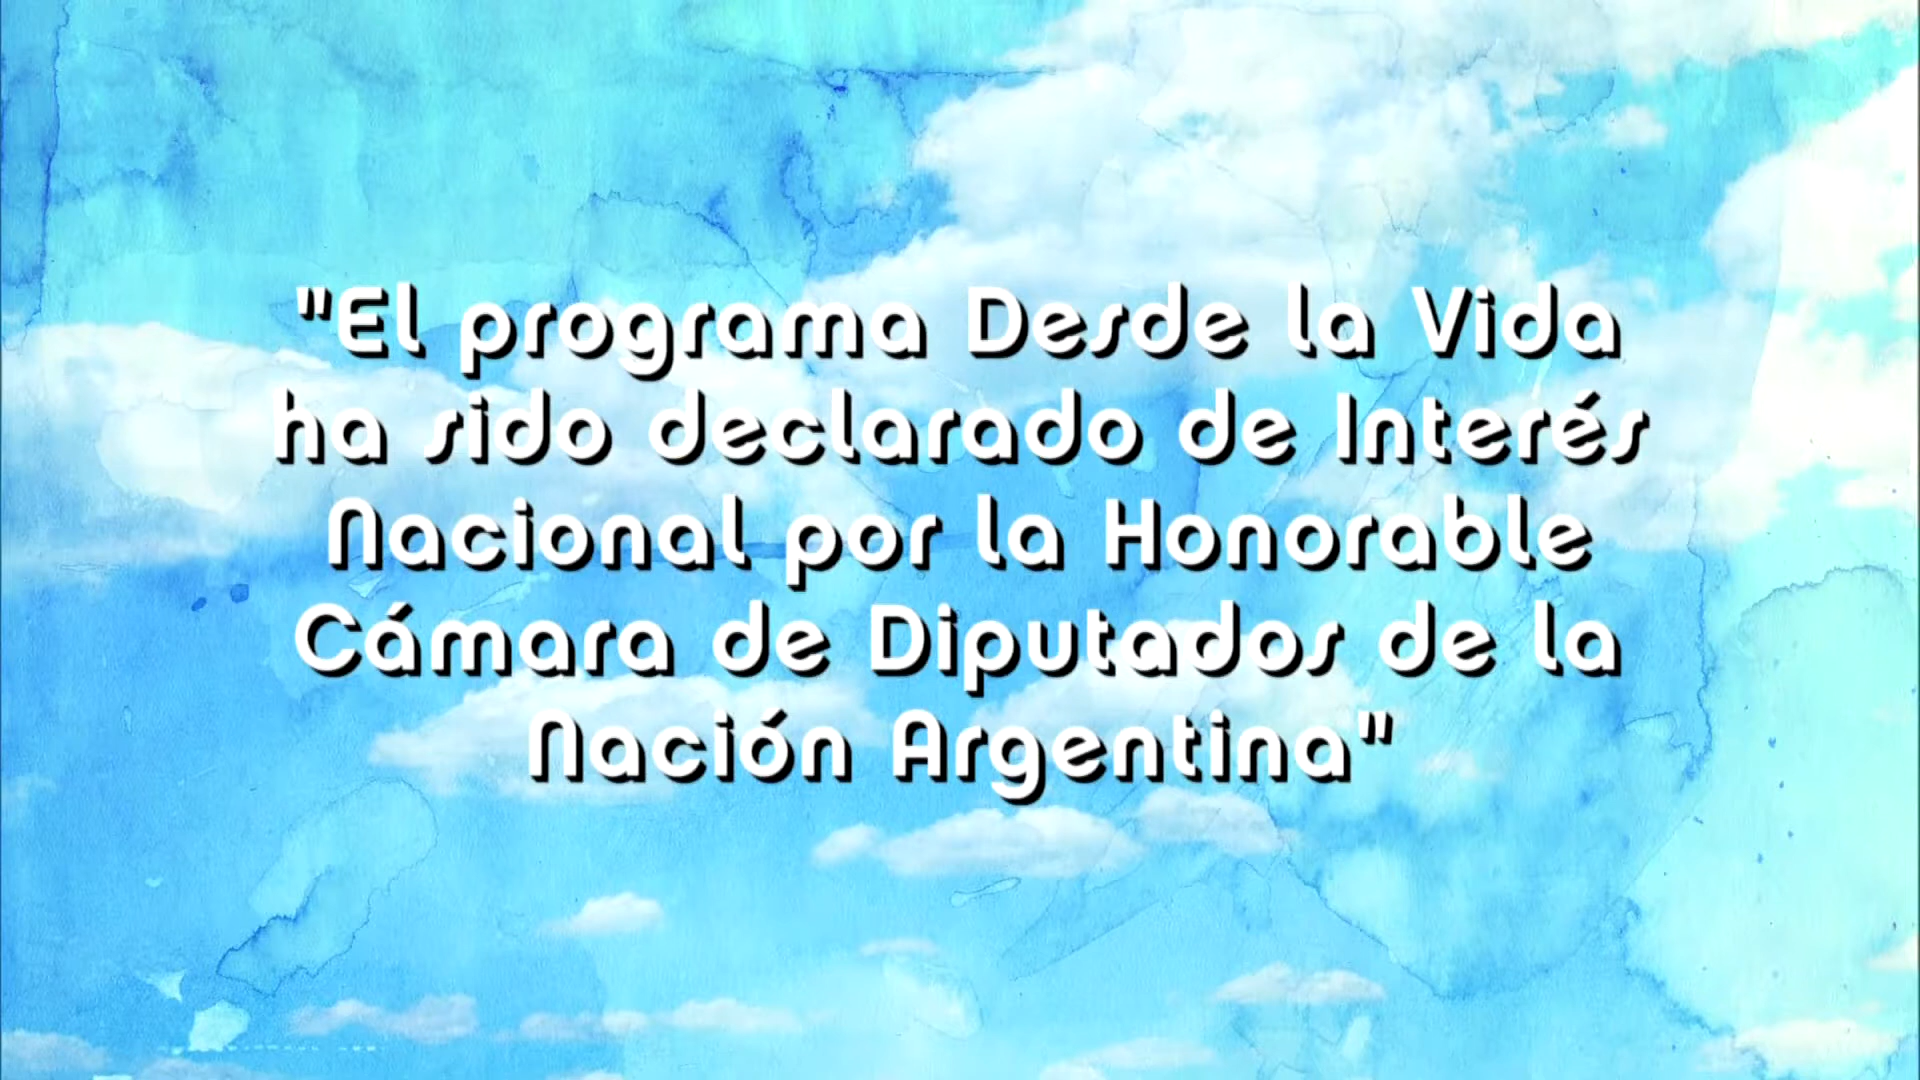 "El programa Desde la Vida
ha sido declarado de Interés
Nacional por la Honorable
Cámara de Diputados de la
Nación Argentina"